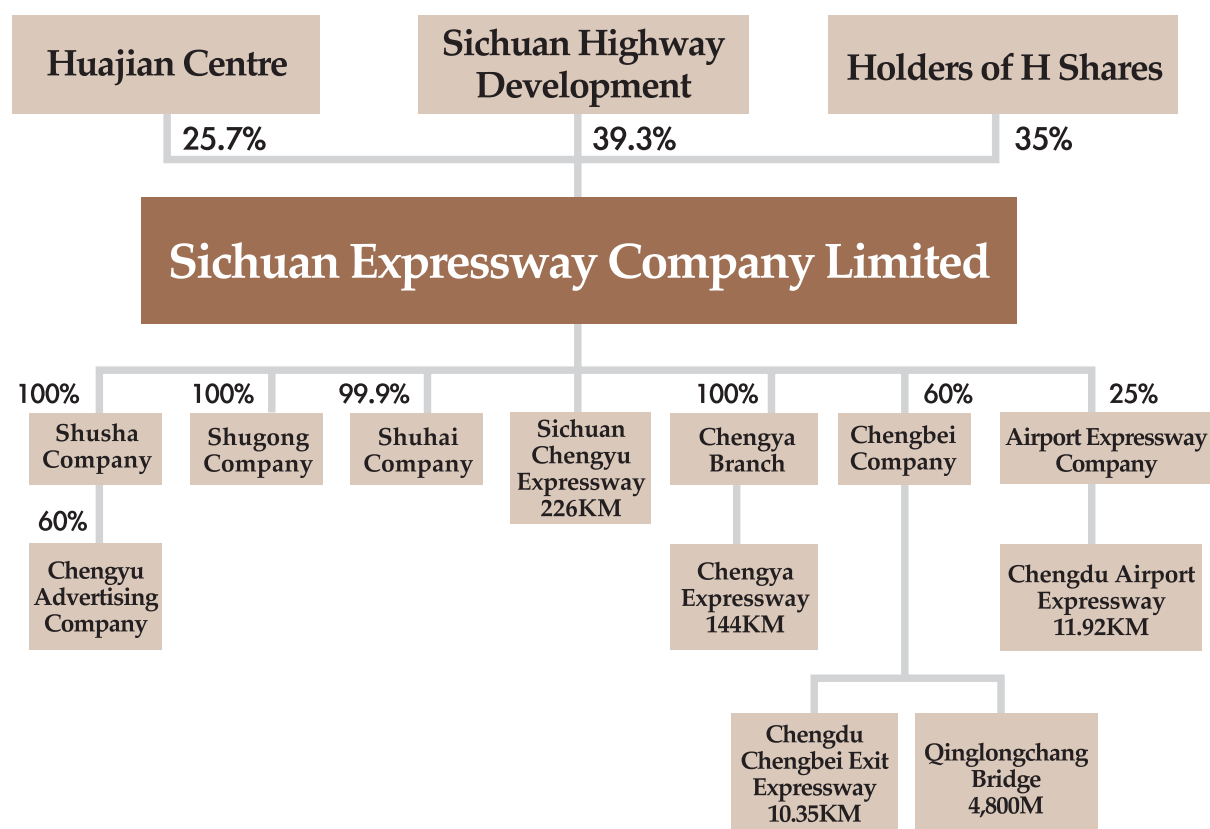 Huajian Centre
Sichuan Highway
Development
Holders of H Shares
25.7%
39.3%
35%
Sichuan Expressway Company Limited
100%
Shusha
Company
100%
Shugong
Company
99.9%
Shuhai
Company
Sichuan
Chengyu
Expressway
226KM
100%
Chengya
Branch
60%
Chengbei
Company
25%
Airport Expressway
Company
60%
Chengyu
Advertising
Company
Chengya
Expressway
144KM
Chengdu Airport
Expressway
11.92KM
Chengdu
Chengbei Exit
Expressway
10.35KM
Qinglongchang
Bridge
4,800M